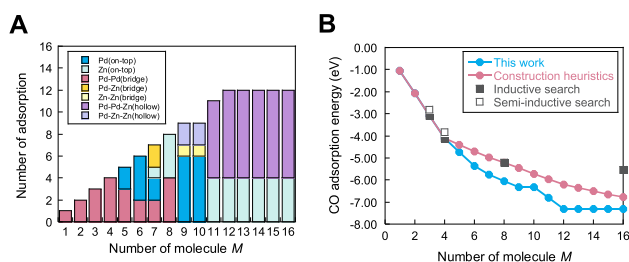 A
16
14
12
10
8
6
4
2
0
Number of adsorption
Pd(on-top)
Zn(on-top)
Pd-Pd(bridge)
Pd-Zn(bridge)
Zn-Zn(bridge)
Pd-Pd-Zn(hollow)
Pd-Zn-Zn(hollow)
1 2 3 4 5 6 7 8 9 10 11 12 13 14 15 16
Number of molecule M
B
0.00
-1.00
-2.00
-3.00
-4.00
-5.00
-6.00
-7.00
-8.00
CO adsorption energy (eV)
This work
Construction heuristics
Inductive search
Semi-inductive search
0 2 4 6 8 10 12 14 16
Number of molecule M